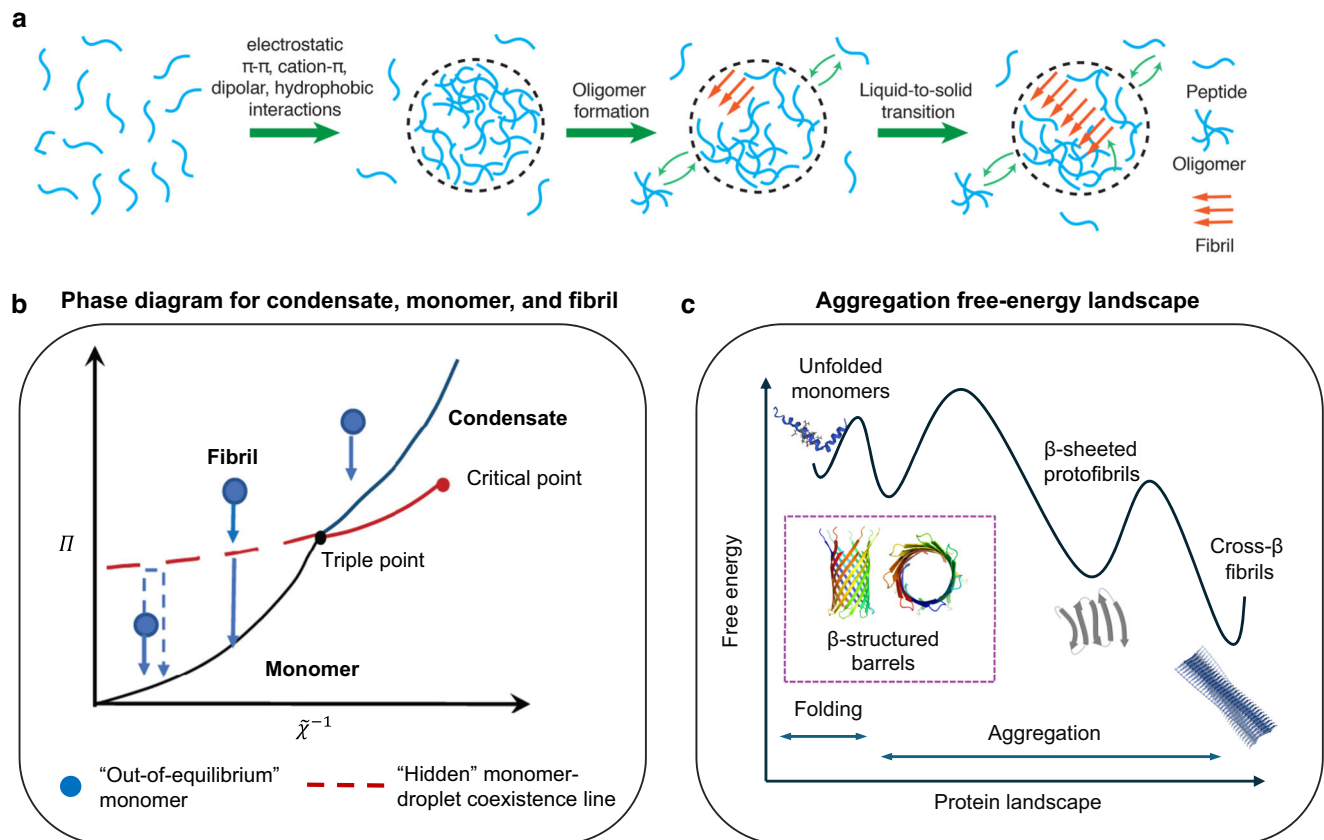 a
electrostatic
π-π, cation-π,
dipolar, hydrophobic
interactions
Oligomer
formation
Liquid-to-solid
transition
Peptide
Oligomer
Fibril
b
Phase diagram for condensate, monomer, and fibril
Π
Fibril
Condensate
Critical point
Triple point
Monomer
χ̃⁻¹
“Out-of-equilibrium”
monomer
“Hidden” monomer-
droplet coexistence line
c
Aggregation free-energy landscape
Free energy
Unfolded
monomers
β-sheeted
protofibrils
Cross-β
fibrils
β-structured
barrels
Folding
Aggregation
Protein landscape